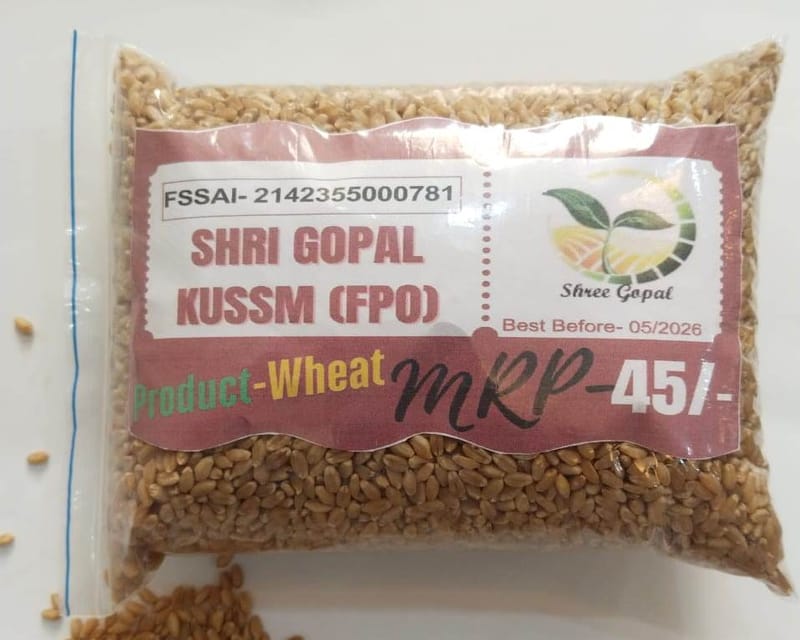 FSSAI- 2142355000781
SHRI GOPAL
KUSSM (FPO)
Shree Gopal
Best Before- 05/2026
Product-Wheat MRP-45/-